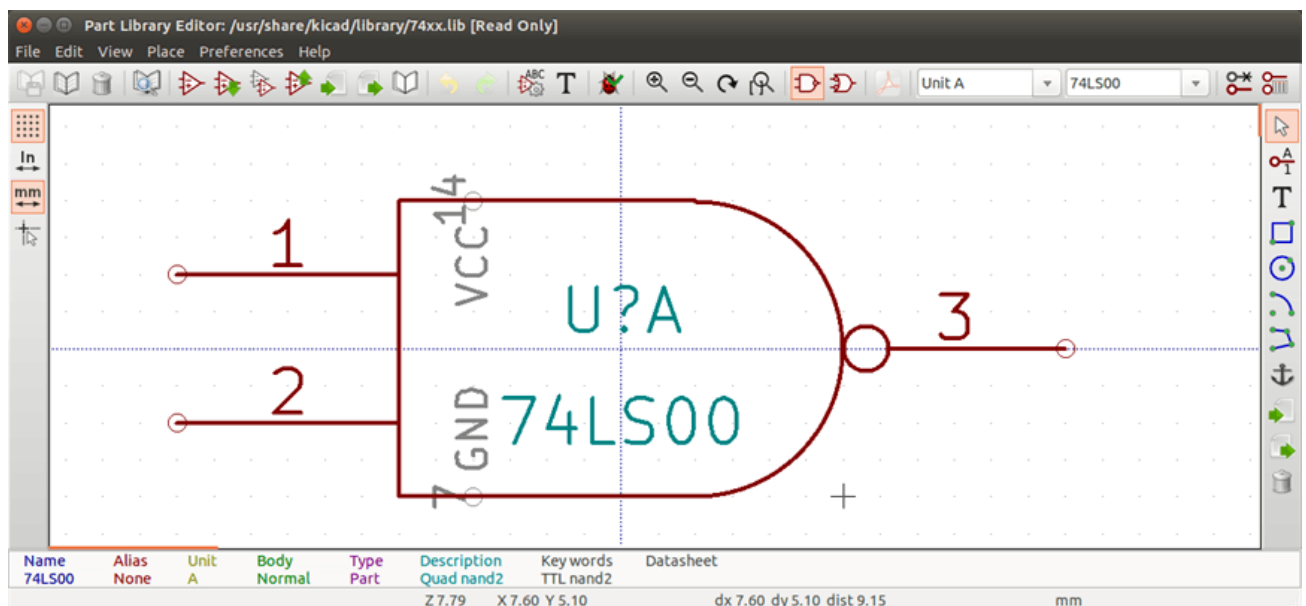 Part Library Editor: /usr/share/kicad/library/74xx.lib [Read Only]
File Edit View Place Preferences Help
ABC T Unit A 74LS00
In
mm
A
1
T
14
VCC
1
U?A
3
2
GND
74LS00
7
Name Alias Unit Body Type Description Key words Datasheet
74LS00 None A Normal Part Quad nand2 TTL nand2
Z 7.79 X 7.60 Y 5.10 dx 7.60 dy 5.10 dist 9.15 mm